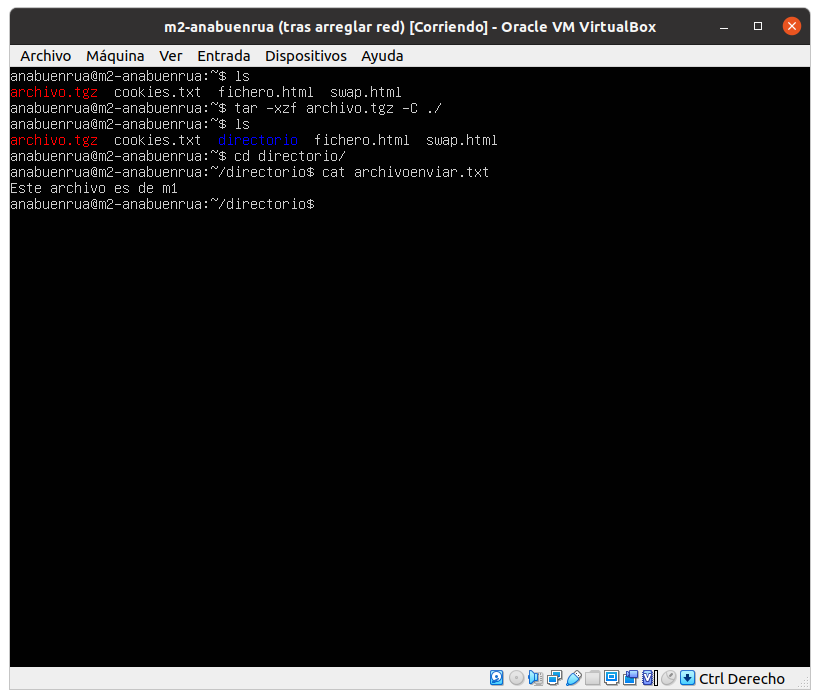 m2-anabuenrua (tras arreglar red) [Corriendo] - Oracle VM VirtualBox
Archivo Máquina Ver Entrada Dispositivos Ayuda
anabuenrua@m2-anabuenrua:~$ ls
archivo.tgz cookies.txt fichero.html swap.html
anabuenrua@m2-anabuenrua:~$ tar -xzf archivo.tgz -C ./
anabuenrua@m2-anabuenrua:~$ ls
archivo.tgz cookies.txt directorio fichero.html swap.html
anabuenrua@m2-anabuenrua:~$ cd directorio/
anabuenrua@m2-anabuenrua:~/directorio$ cat archivoenviar.txt
Este archivo es de m1
anabuenrua@m2-anabuenrua:~/directorio$
Ctrl Derecho